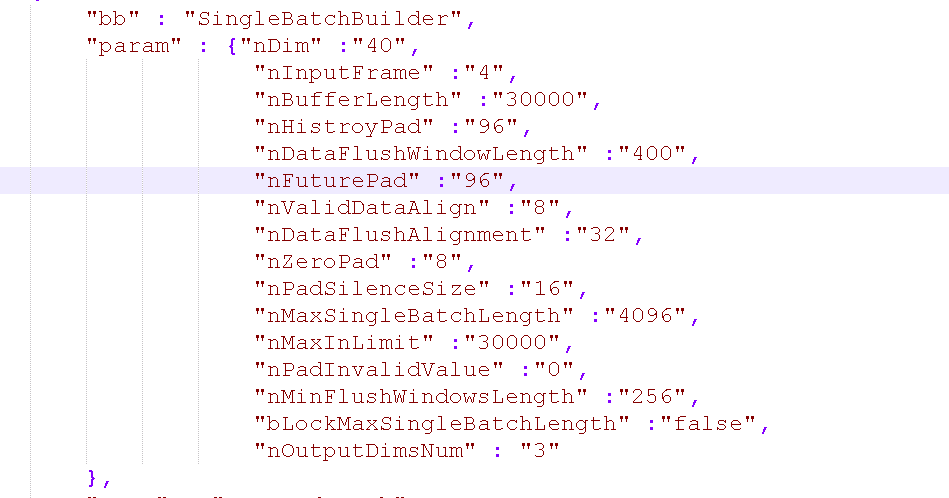 "bb" : "SingleBatchBuilder",
"param" : {"nDim" :"40",
"nInputFrame" :"4",
"nBufferLength" :"30000",
"nHistroyPad" :"96",
"nDataFlushWindowLength" :"400",
"nFuturePad" :"96",
"nValidDataAlign" :"8",
"nDataFlushAlignment" :"32",
"nZeroPad" :"8",
"nPadSilenceSize" :"16",
"nMaxSingleBatchLength" :"4096",
"nMaxInLimit" :"30000",
"nPadInvalidValue" :"0",
"nMinFlushWindowsLength" :"256",
"bLockMaxSingleBatchLength" :"false",
"nOutputDimsNum" : "3"
},